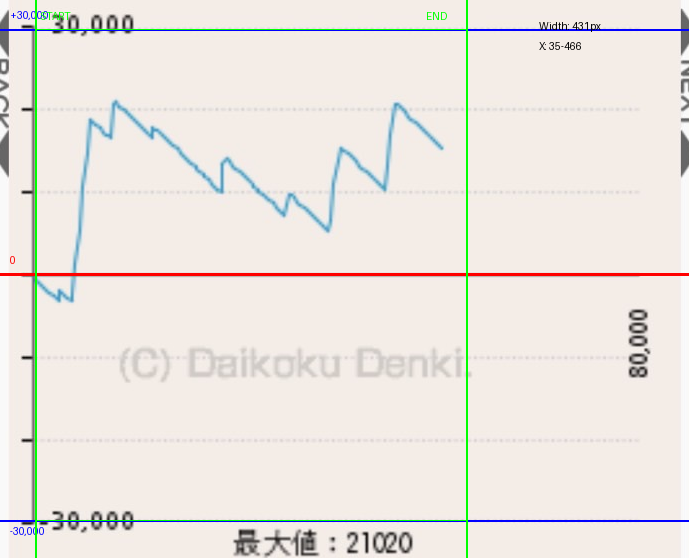 +30,000
START
END
30,000
Width: 431px
X: 35-466
BACK
NEXT
0
80,000
(C) Daikoku Denki.
-30,000
-30,000
最大値：21020